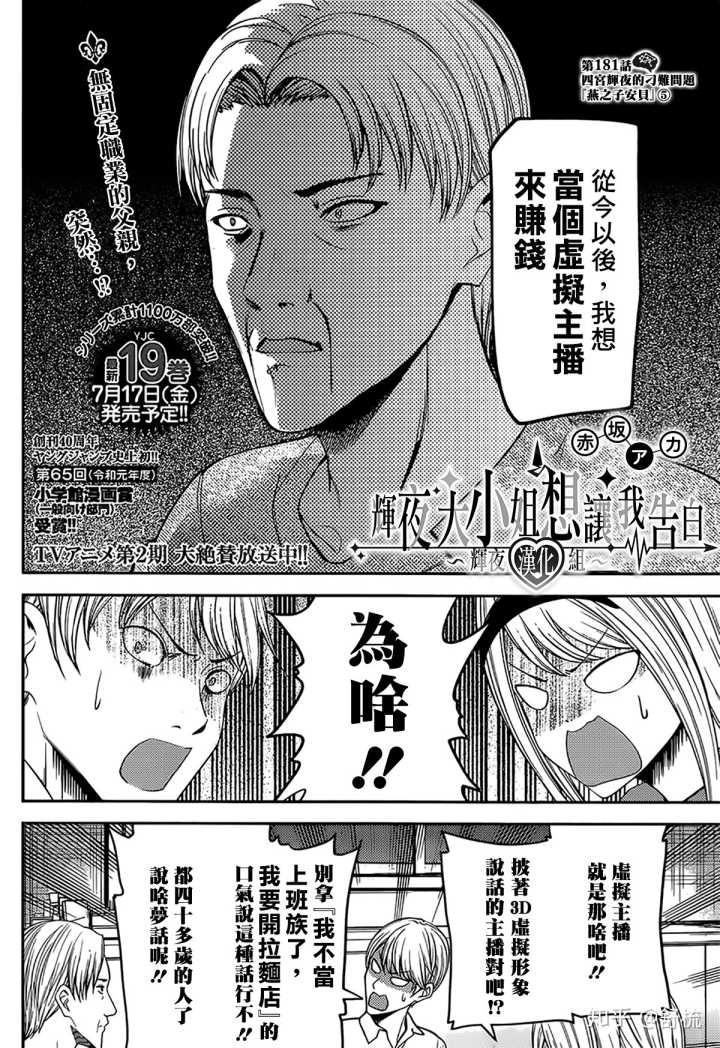 第181話
四宮輝夜的刁難問題
『燕之子安貝』⑤
從今以後，我想
當個虛擬主播
來賺錢
無固定職業的父親，
突然…!?
シリーズ累計1100万部突破!!
YJC
最新19巻
7月17日(金)
発売予定!!
創刊40周年
ヤングジャンプ史上初!!
第65回(令和元年度)
小学館漫画賞
(一般向け部門)
受賞!!
TVアニメ第2期 大絶賛放送中!!
赤坂アカ
輝夜大小姐想讓我告白
～輝夜漢化組～
為啥!!
虛擬主播
就是那啥吧!!
披著3D虛擬形象
說話的主播對吧!?
別拿『我不當
上班族了，
我要開拉麵店』的
口氣說這種話行不!!
都四十多歲的人了
說啥夢話呢!!
知乎 @舒梳